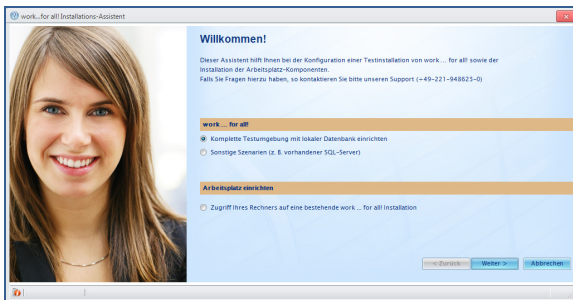 work...for all! Installations-Assistent
Willkommen!
Dieser Assistent hilft Ihnen bei der Konfiguration einer Testinstallation von work.... for all! sowie der
Installation der Arbeitsplatz-Komponenten.
Falls Sie Fragen hierzu haben, so kontaktieren Sie bitte unseren Support (+49-221-948623-0)
work ... for all!
Komplette Testumgebung mit lokaler Datenbank einrichten
Sonstige Szenarien (z. B. vorhandener SQL-Server)
Arbeitsplatz einrichten
Zugriff Ihres Rechners auf eine bestehende work ... for all! Installation
< Zurück Weiter > Abbrechen